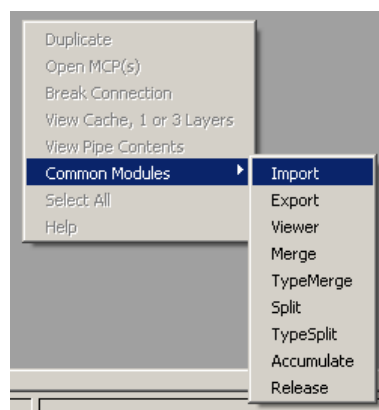 Duplicate
Open MCP(s)
Break Connection
View Cache, 1 or 3 Layers
View Pipe Contents
Common Modules
Select All
Help
Import
Export
Viewer
Merge
TypeMerge
Split
TypeSplit
Accumulate
Release